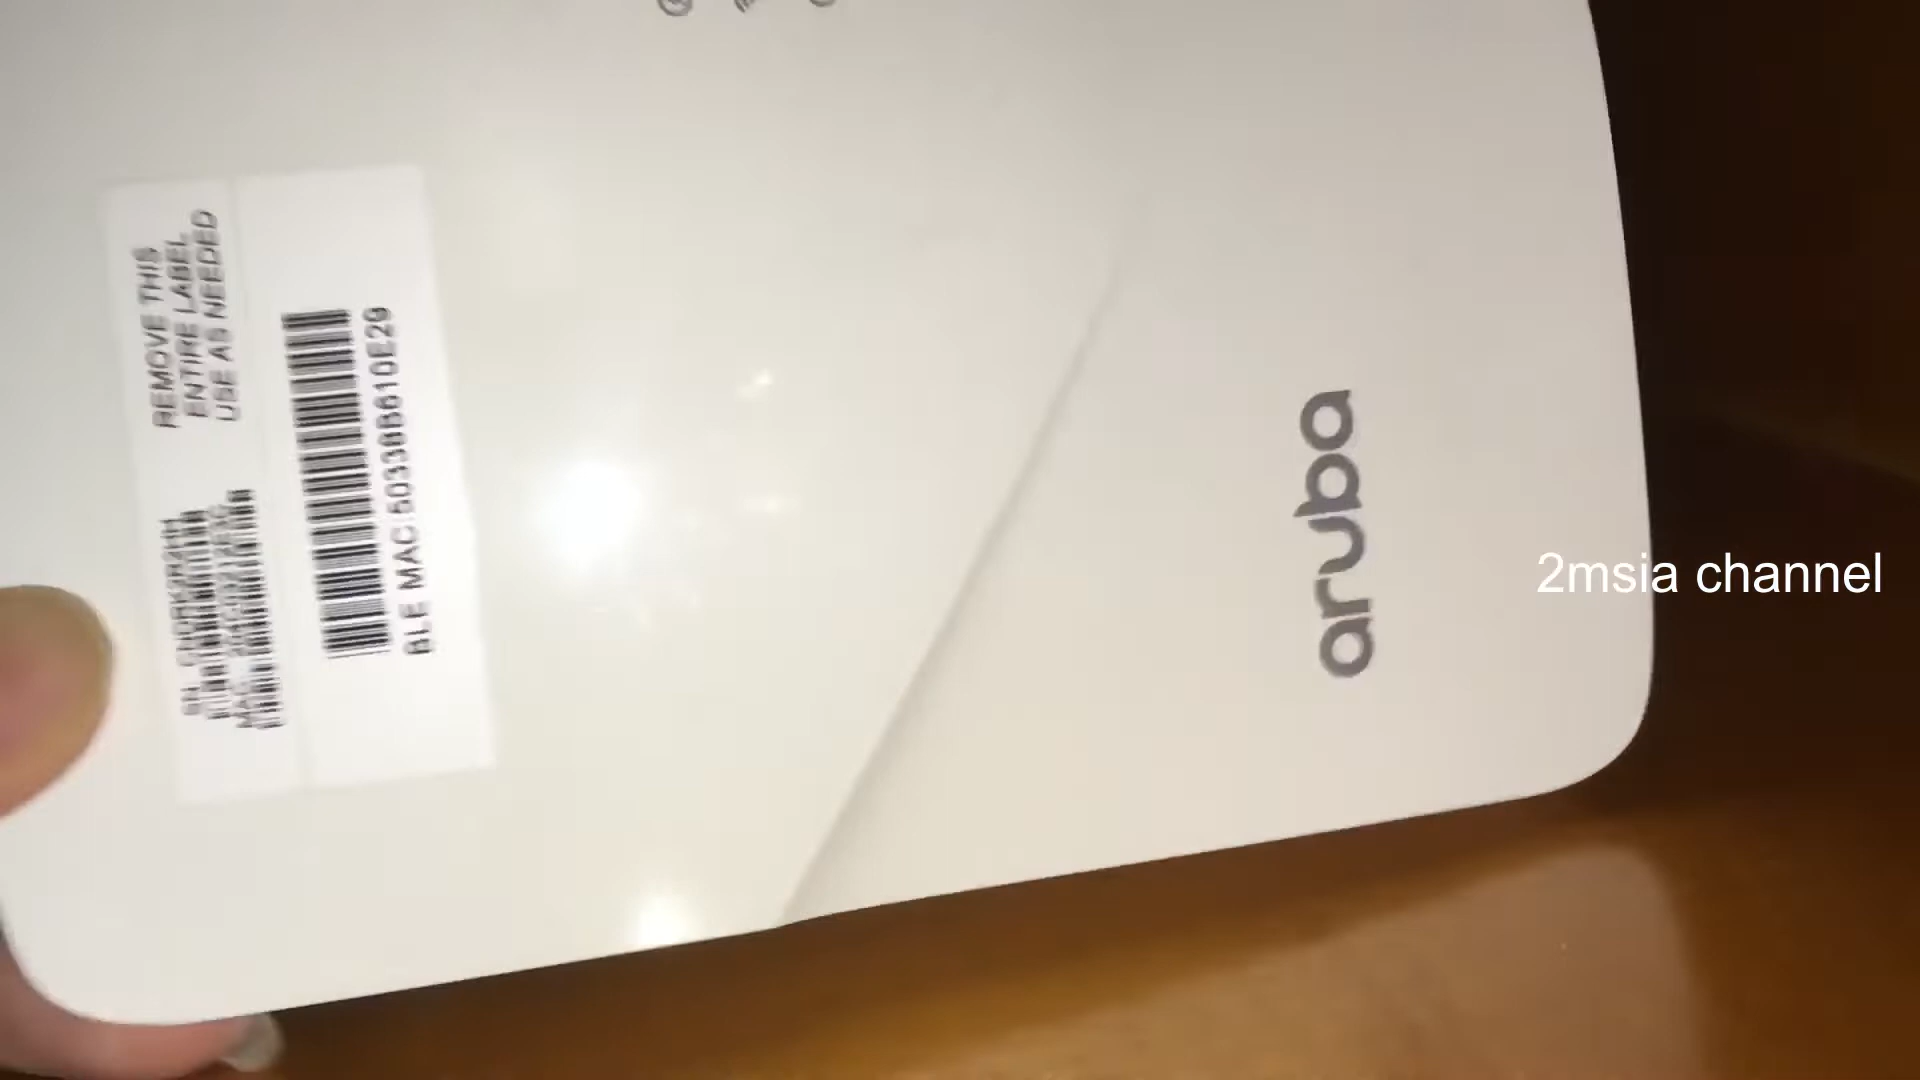 REMOVE THIS
ENTIRE LABEL
USE AS NEEDED
BLE MAC:50338B610E29
aruba
2msia channel